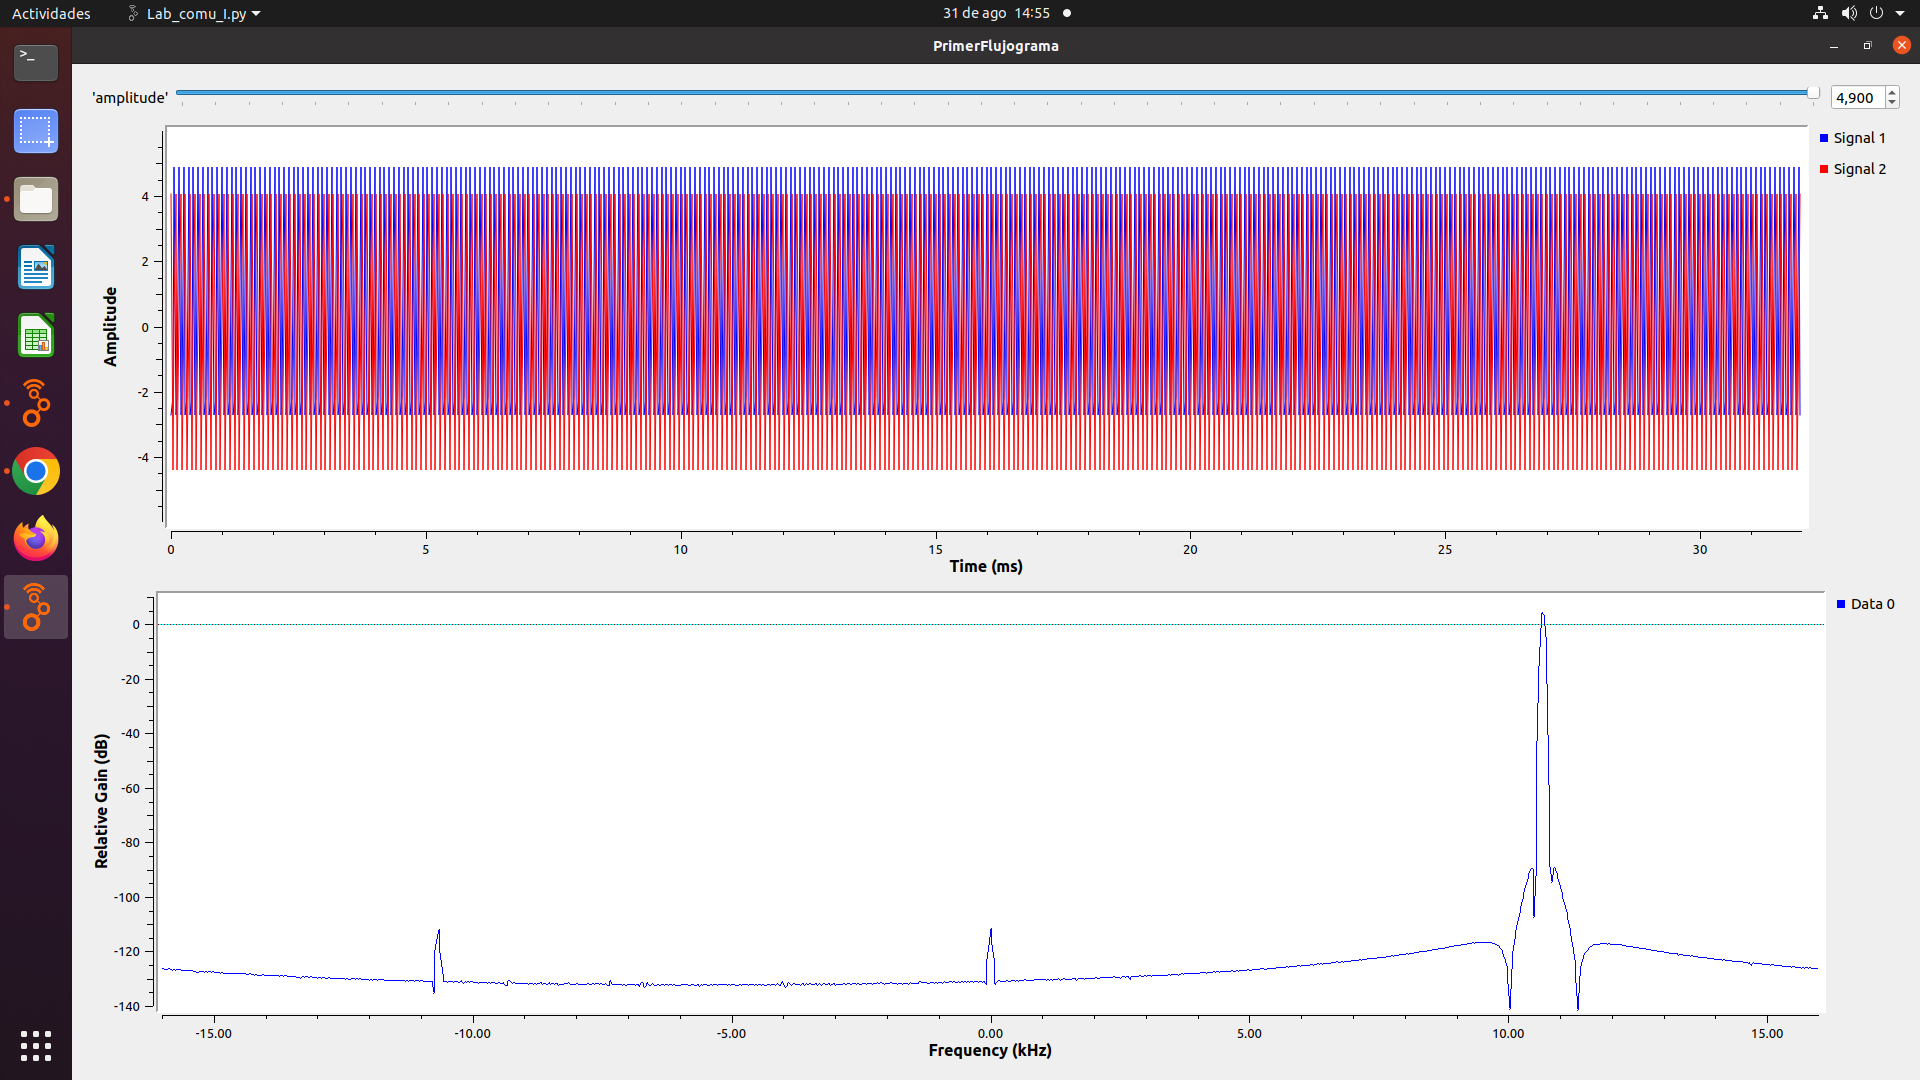 Actividades Lab_comu_I.py 31 de ago 14:55
PrimerFlujograma
'amplitude' 4,900
Signal 1
Signal 2
Amplitude
4
2
0
-2
-4
0 5 10 15 20 25 30
Time (ms)
Data 0
Relative Gain (dB)
0
-20
-40
-60
-80
-100
-120
-140
-15.00 -10.00 -5.00 0.00 5.00 10.00 15.00
Frequency (kHz)